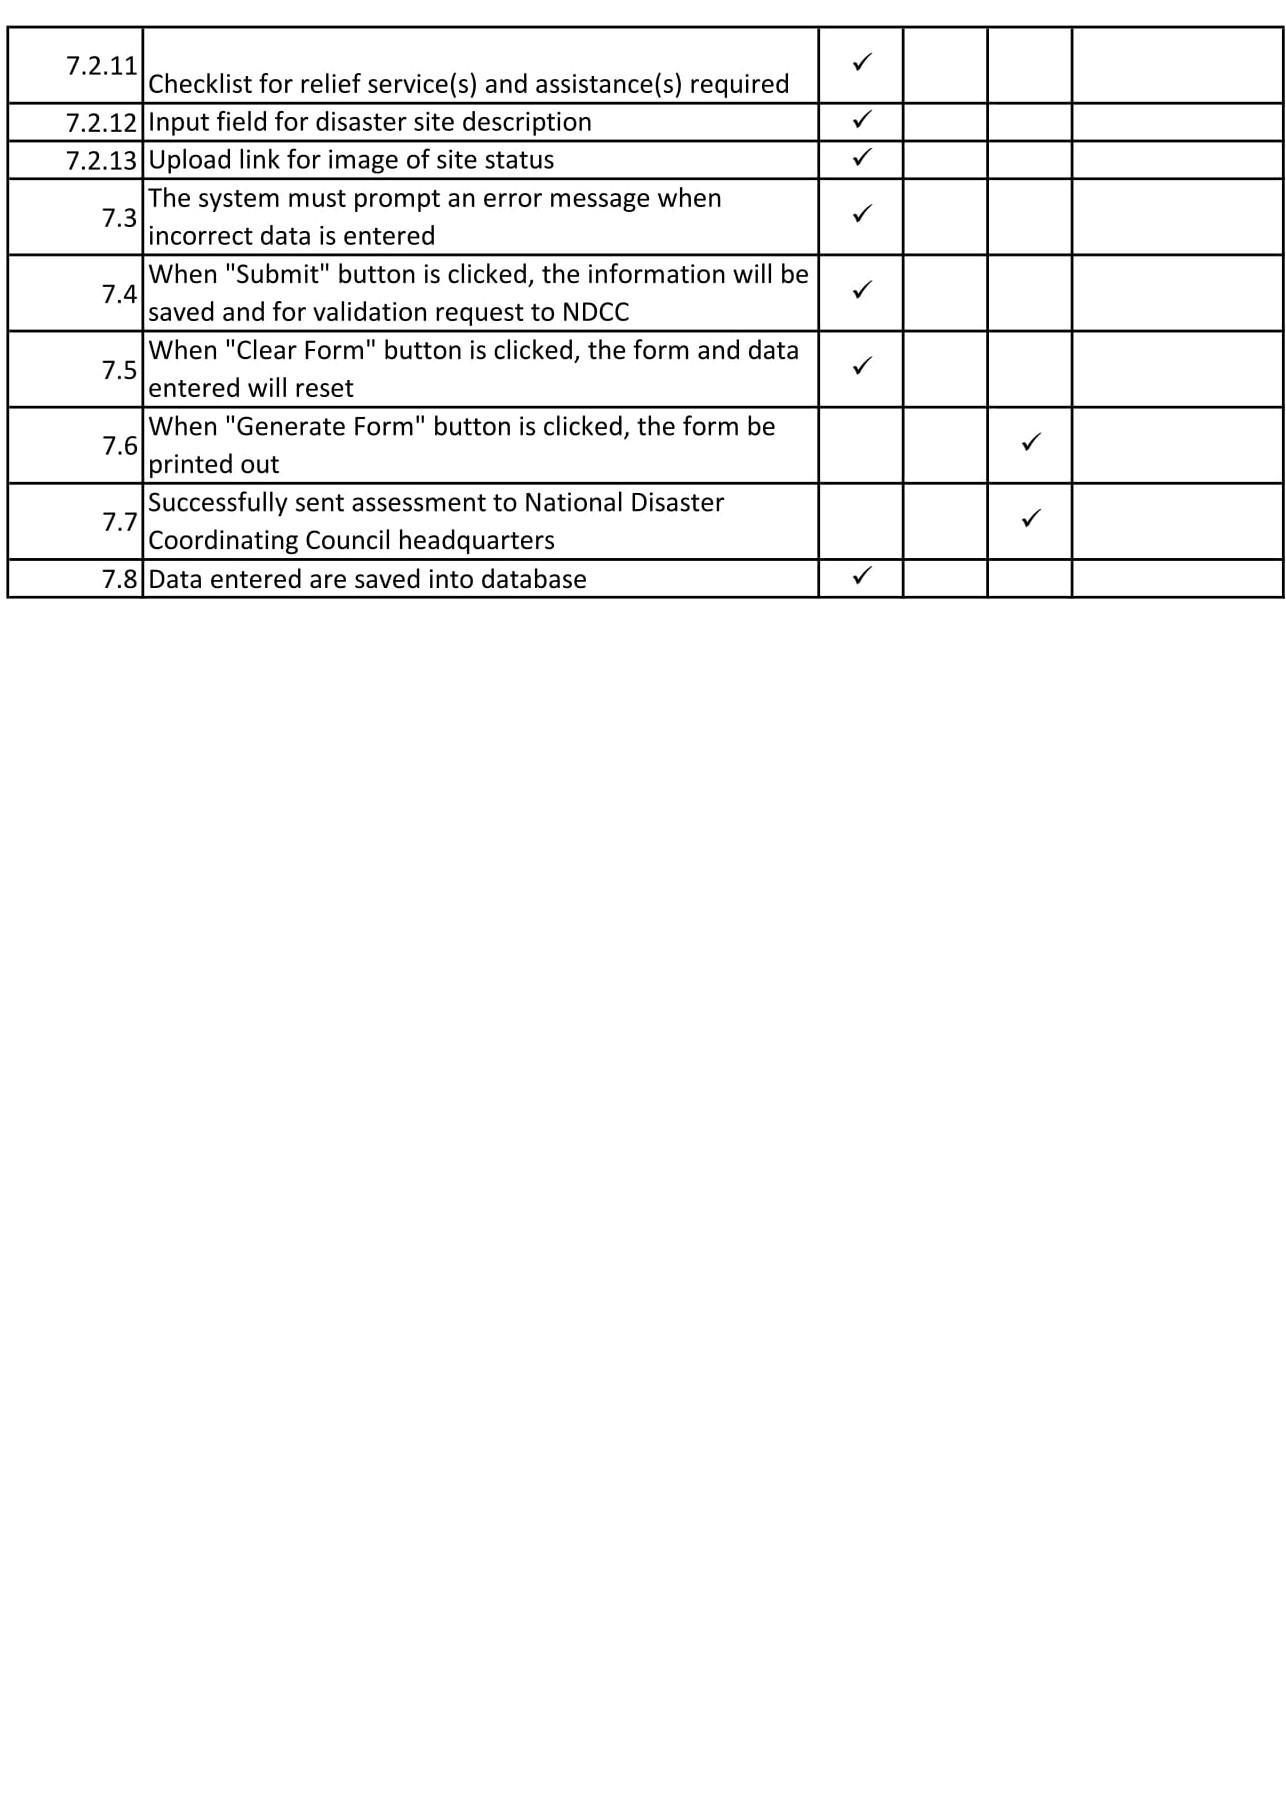 7.2.11 Checklist for relief service(s) and assistance(s) required ✓
7.2.12 Input field for disaster site description ✓
7.2.13 Upload link for image of site status ✓
7.3 The system must prompt an error message when
incorrect data is entered ✓
7.4 When "Submit" button is clicked, the information will be
saved and for validation request to NDCC ✓
7.5 When "Clear Form" button is clicked, the form and data
entered will reset ✓
7.6 When "Generate Form" button is clicked, the form be
printed out ✓
7.7 Successfully sent assessment to National Disaster
Coordinating Council headquarters ✓
7.8 Data entered are saved into database ✓